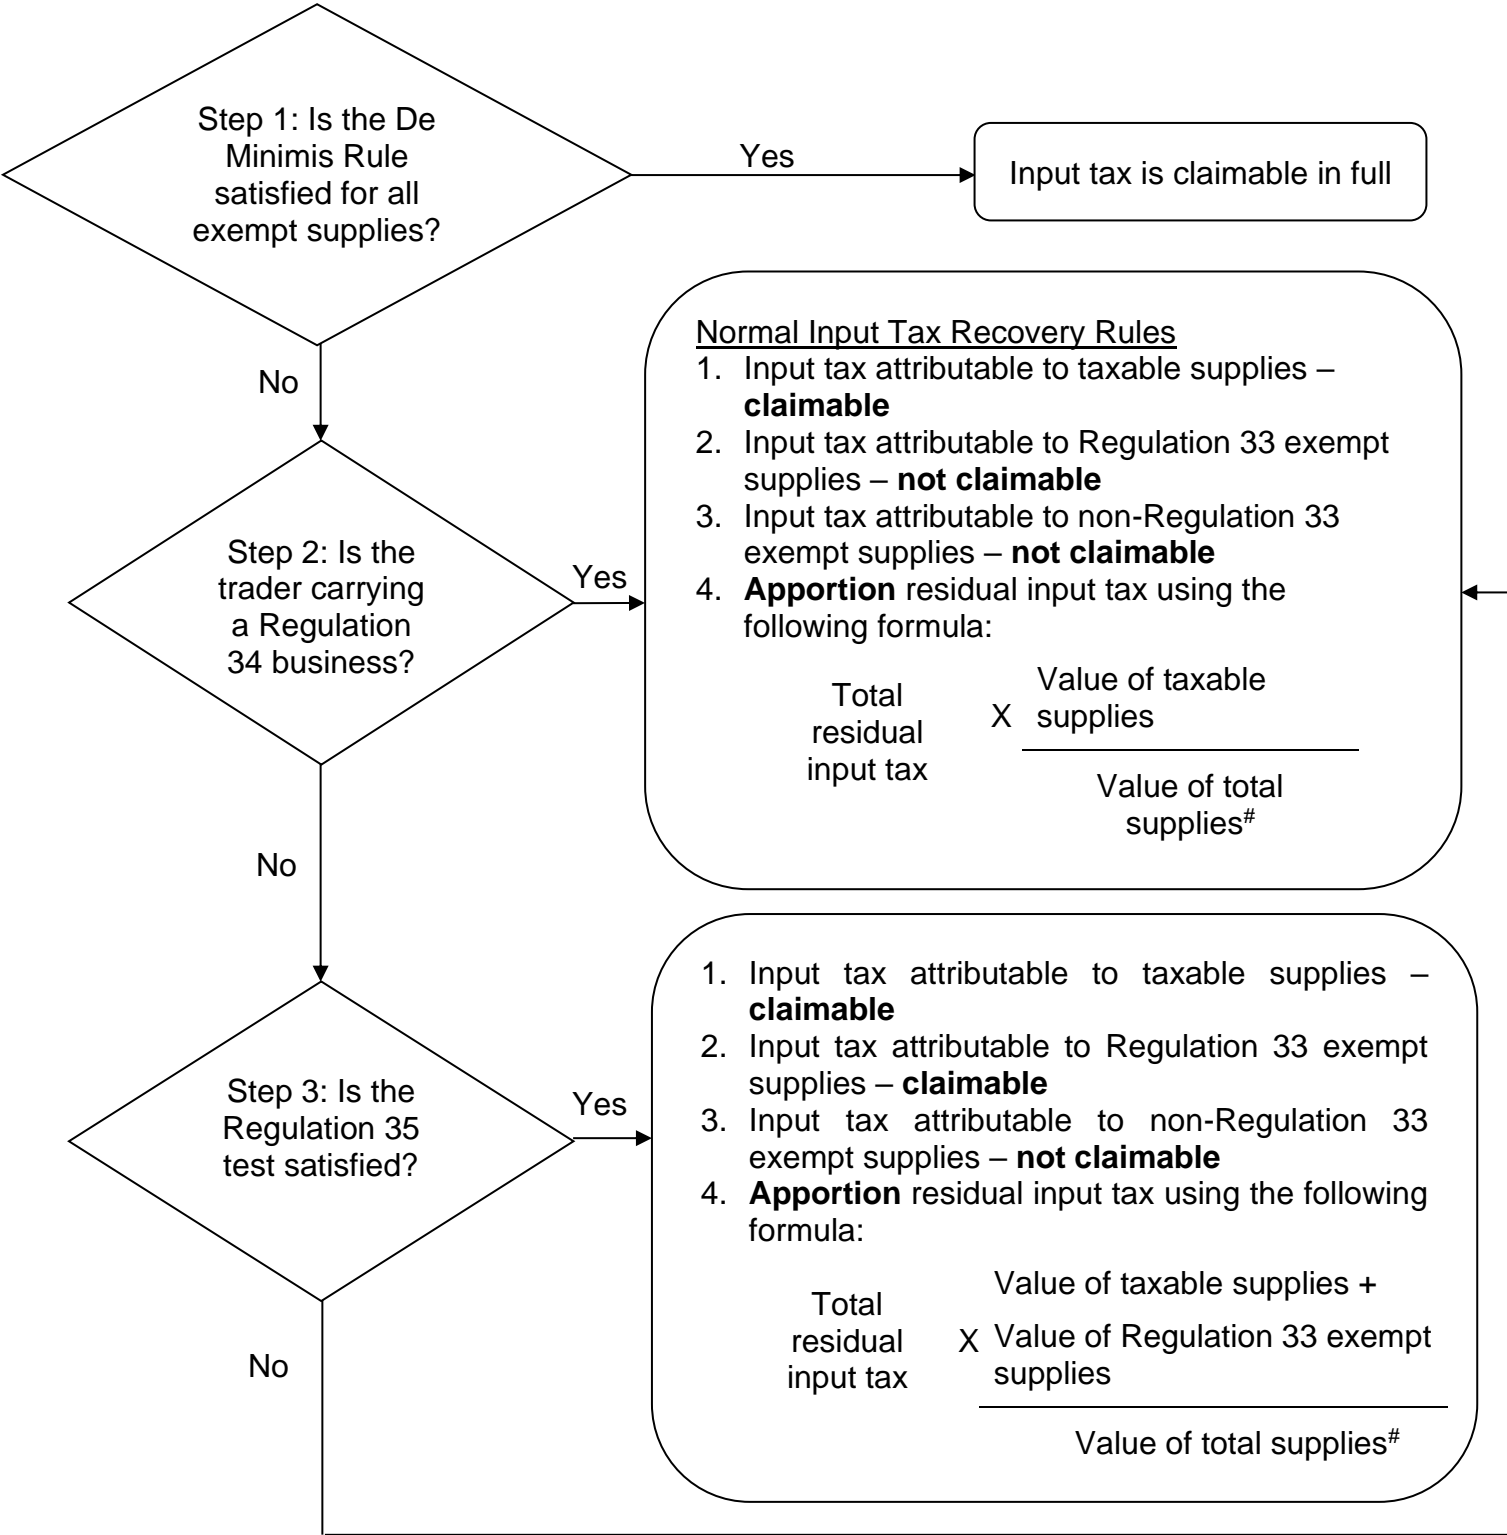 Step 1: Is the De
Minimis Rule
satisfied for all
exempt supplies?
Yes
Input tax is claimable in full
No
Normal Input Tax Recovery Rules
1. Input tax attributable to taxable supplies –
claimable
2. Input tax attributable to Regulation 33 exempt
supplies – not claimable
3. Input tax attributable to non-Regulation 33
exempt supplies – not claimable
4. Apportion residual input tax using the
following formula:
Total
residual
input tax
X
Value of taxable
supplies
Value of total
supplies#
Step 2: Is the
trader carrying
a Regulation
34 business?
Yes
No
Step 3: Is the
Regulation 35
test satisfied?
Yes
1. Input tax attributable to taxable supplies –
claimable
2. Input tax attributable to Regulation 33 exempt
supplies – claimable
3. Input tax attributable to non-Regulation 33
exempt supplies – not claimable
4. Apportion residual input tax using the following
formula:
Total
residual
input tax
X
Value of taxable supplies +
Value of Regulation 33 exempt
supplies
Value of total supplies#
No